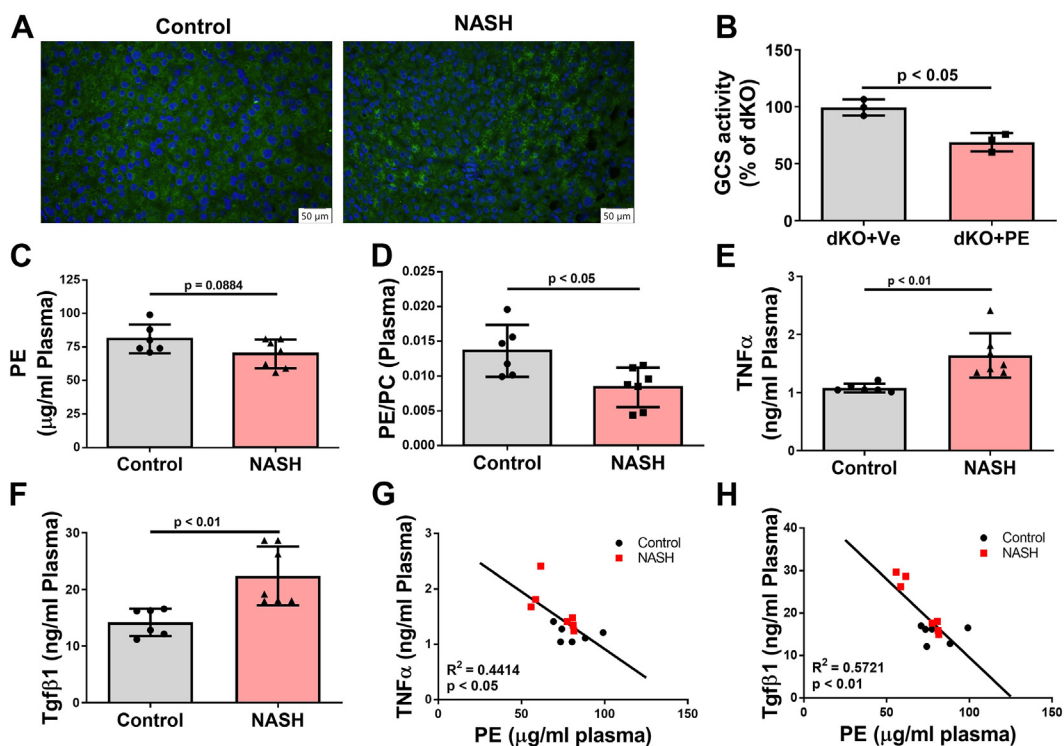 A
Control
NASH
50 µm
50 µm
B
GCS activity
(% of dKO)
150
100
50
0
p < 0.05
dKO+Ve
dKO+PE
C
PE
(µg/ml Plasma)
125
100
75
50
25
0
p = 0.0884
Control
NASH
D
PE/PC (Plasma)
0.025
0.020
0.015
0.010
0.005
0.000
p < 0.05
Control
NASH
E
TNFα
(ng/ml Plasma)
3
2
1
0
p < 0.01
Control
NASH
F
Tgfβ1 (ng/ml Plasma)
30
20
10
0
p < 0.01
Control
NASH
G
TNFα (ng/ml Plasma)
3
2
1
0
Control
NASH
R² = 0.4414
p < 0.05
0 50 100 150
PE (µg/ml plasma)
H
Tgfβ1 (ng/ml Plasma)
40
30
20
10
0
Control
NASH
R² = 0.5721
p < 0.01
0 50 100 150
PE (µg/ml plasma)